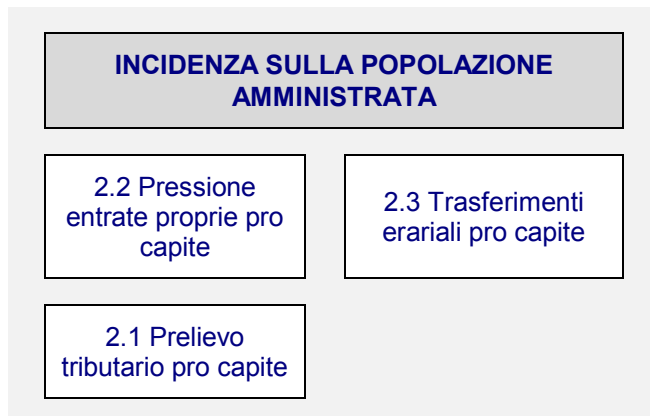 INCIDENZA SULLA POPOLAZIONE
AMMINISTRATA
2.2 Pressione
entrate proprie pro
capite
2.3 Trasferimenti
erariali pro capite
2.1 Prelievo
tributario pro capite